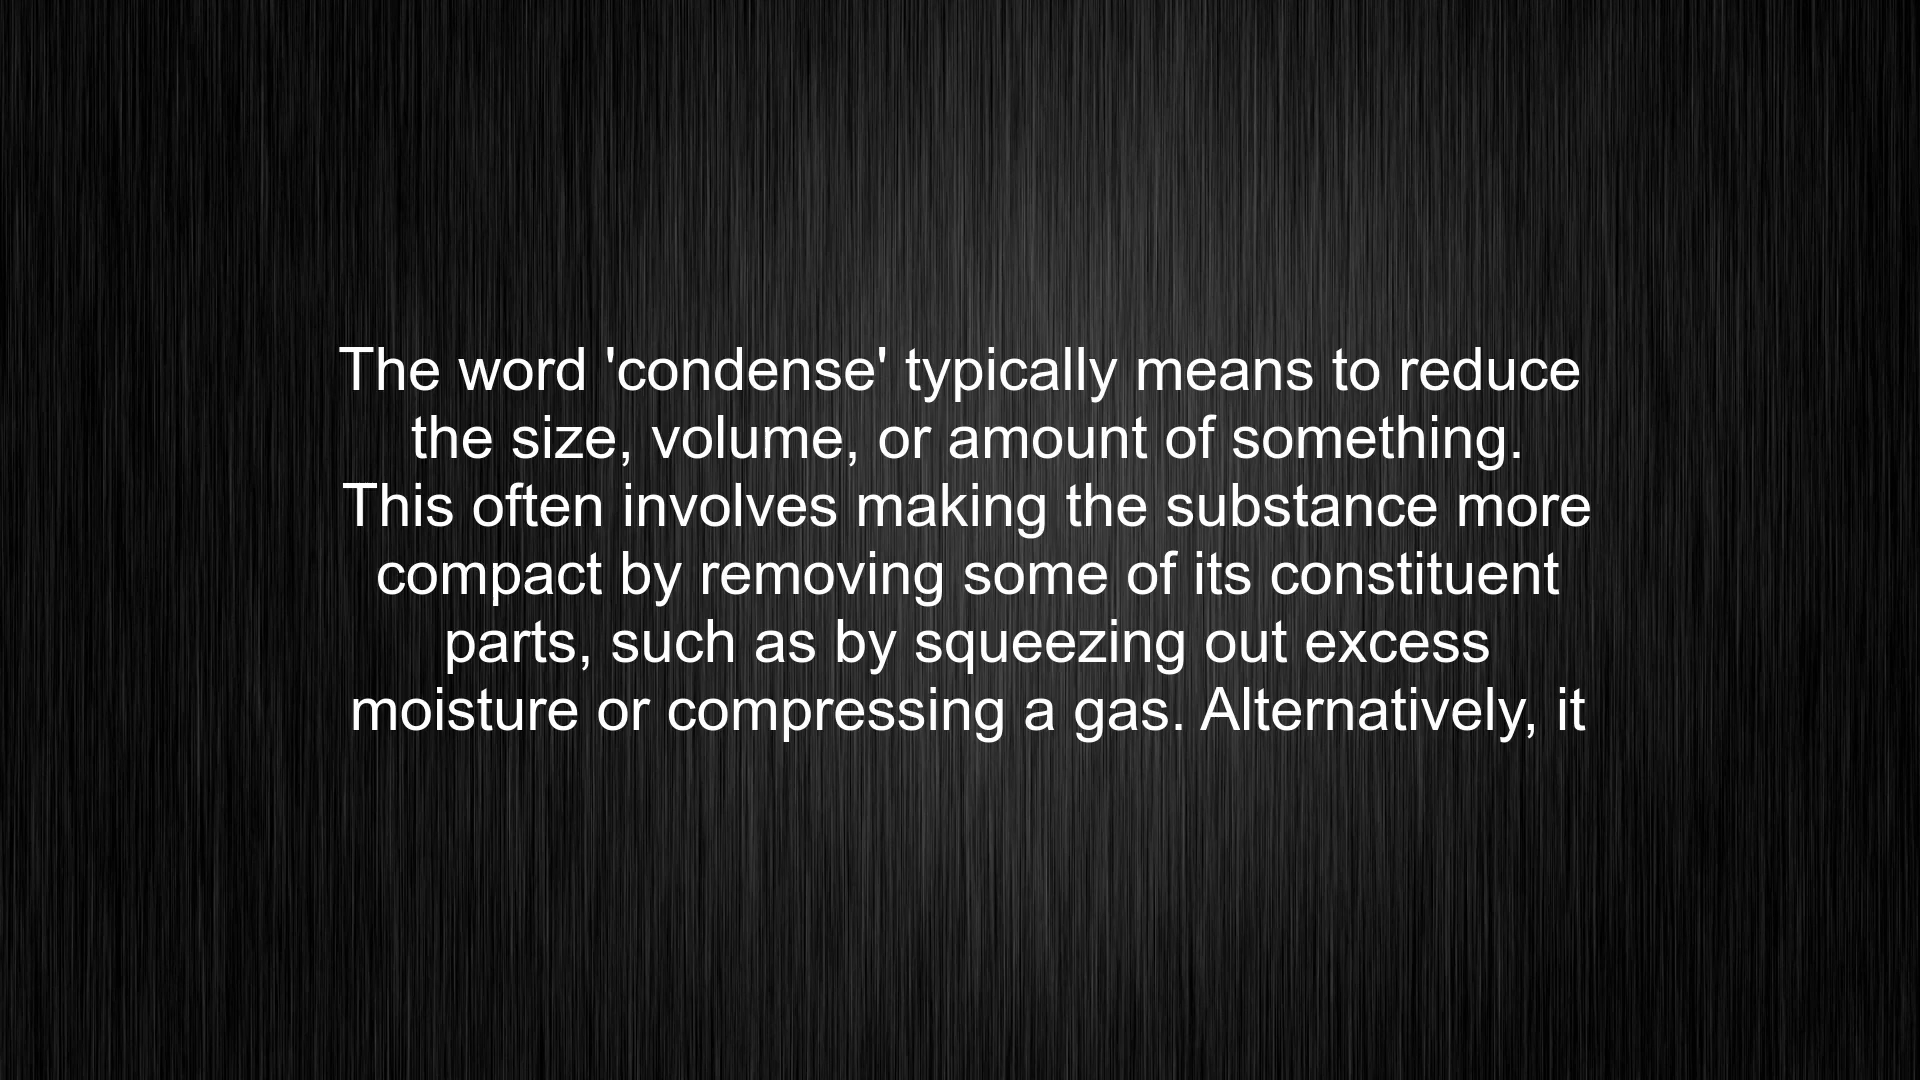 The word 'condense' typically means to reduce
the size, volume, or amount of something.
This often involves making the substance more
compact by removing some of its constituent
parts, such as by squeezing out excess
moisture or compressing a gas. Alternatively, it